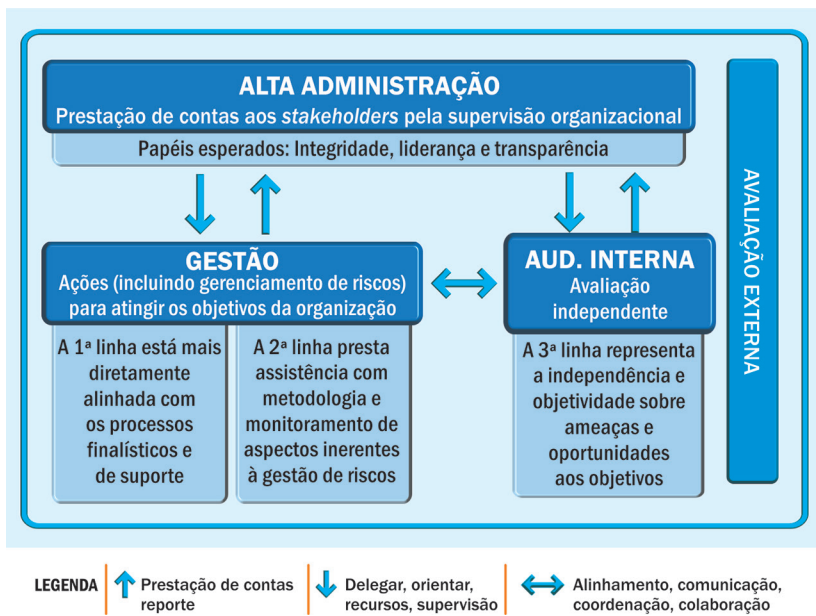 ALTA ADMINISTRAÇÃO
Prestação de contas aos stakeholders pela supervisão organizacional
Papéis esperados: Integridade, liderança e transparência
GESTÃO
Ações (incluindo gerenciamento de riscos)
para atingir os objetivos da organização
A 1ª linha está mais
diretamente
alinhada com
os processos
finalísticos e
de suporte
A 2ª linha presta
assistência com
metodologia e
monitoramento de
aspectos inerentes
à gestão de riscos
AUD. INTERNA
Avaliação
independente
A 3ª linha representa
a independência e
objetividade sobre
ameaças e
oportunidades
aos objetivos
AVALIAÇÃO EXTERNA
LEGENDA
Prestação de contas
reporte
Delegar, orientar,
recursos, supervisão
Alinhamento, comunicação,
coordenação, colaboração